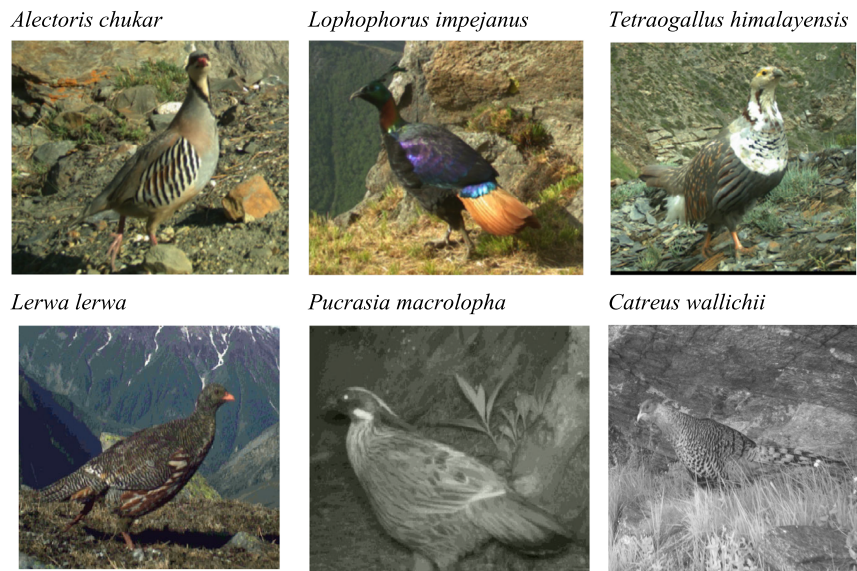 Alectoris chukar
Lophophorus impejanus
Tetraogallus himalayensis
Lerwa lerwa
Pucrasia macrolopha
Catreus wallichii